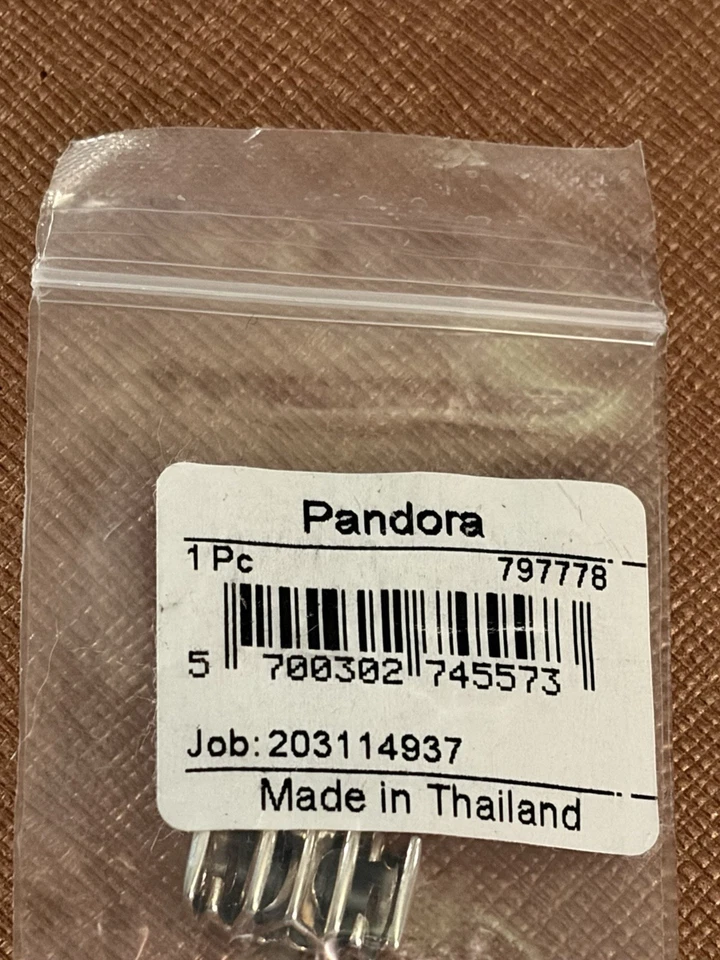 Pandora
1 Pc 797778
5 700302 745573
Job: 203114937
Made in Thailand